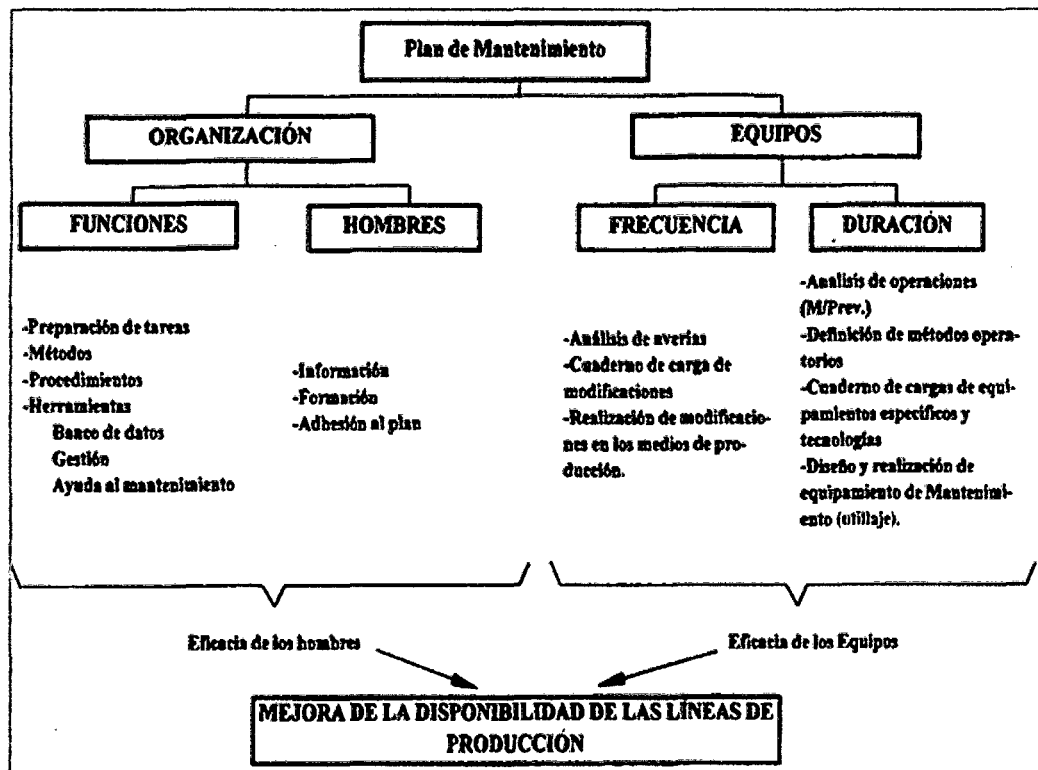 Plan de Mantenimiento
ORGANIZACIÓN
EQUIPOS
FUNCIONES
HOMBRES
FRECUENCIA
DURACIÓN
-Preparación de tareas
-Métodos
-Procedimientos
-Herramientas
Banco de datos
Gestión
Ayuda al mantenimiento
-Información
-Formación
-Adhesión al plan
-Análisis de averías
-Cuaderno de carga de
modificaciones
-Realización de modificacio-
nes en los medios de pro-
ducción.
-Analisis de operaciones
(M/Prev.)
-Definición de métodos opera-
torios
-Cuaderno de cargas de equi-
pamientos específicos y
tecnologías
-Diseño y realización de
equipamiento de Mantenimi-
ento (utillaje).
Eficacia de los hombres
Eficacia de los Equipos
MEJORA DE LA DISPONIBILIDAD DE LAS LÍNEAS DE
PRODUCCIÓN